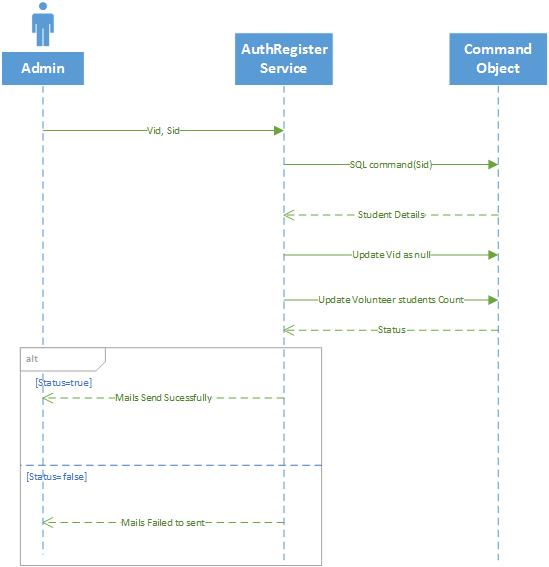 Admin
AuthRegister
Service
Command
Object
Vid, Sid
SQL command(Sid)
Student Details
Update Vid as null
Update Volunteer students Count
Status
alt
[Status=true]
Mails Send Sucessfully
[Status=false]
Mails Failed to sent